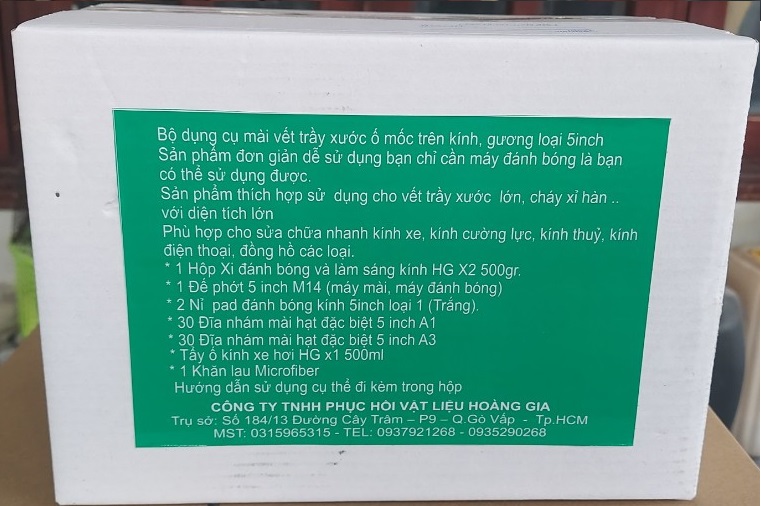 Bộ dụng cụ mài vết trầy xước ố mốc trên kính, gương loại 5inch
Sản phẩm đơn giản dễ sử dụng bạn chỉ cần máy đánh bóng là bạn
có thể sử dụng được.
Sản phẩm thích hợp sử dụng cho vết trầy xước lớn, cháy xỉ hàn ..
với diện tích lớn
Phù hợp cho sửa chữa nhanh kính xe, kính cường lực, kính thuỷ, kính
điện thoại, đồng hồ các loại.
* 1 Hộp Xi đánh bóng và làm sáng kính HG X2 500gr.
* 1 Đế phớt 5 inch M14 (máy mài, máy đánh bóng)
* 2 Nỉ pad đánh bóng kính 5inch loại 1 (Trắng).
* 30 Đĩa nhám mài hạt đặc biệt 5 inch A1
* 30 Đĩa nhám mài hạt đặc biệt 5 inch A3
* Tẩy ố kính xe hơi HG x1 500ml
* 1 Khăn lau Microfiber
Hướng dẫn sử dụng cụ thể đi kèm trong hộp
CÔNG TY TNHH PHỤC HỒI VẬT LIỆU HOÀNG GIA
Trụ sở: Số 184/13 Đường Cây Trâm – P9 – Q.Gò Vấp - Tp.HCM
MST: 0315965315 - TEL: 0937921268 - 0935290268